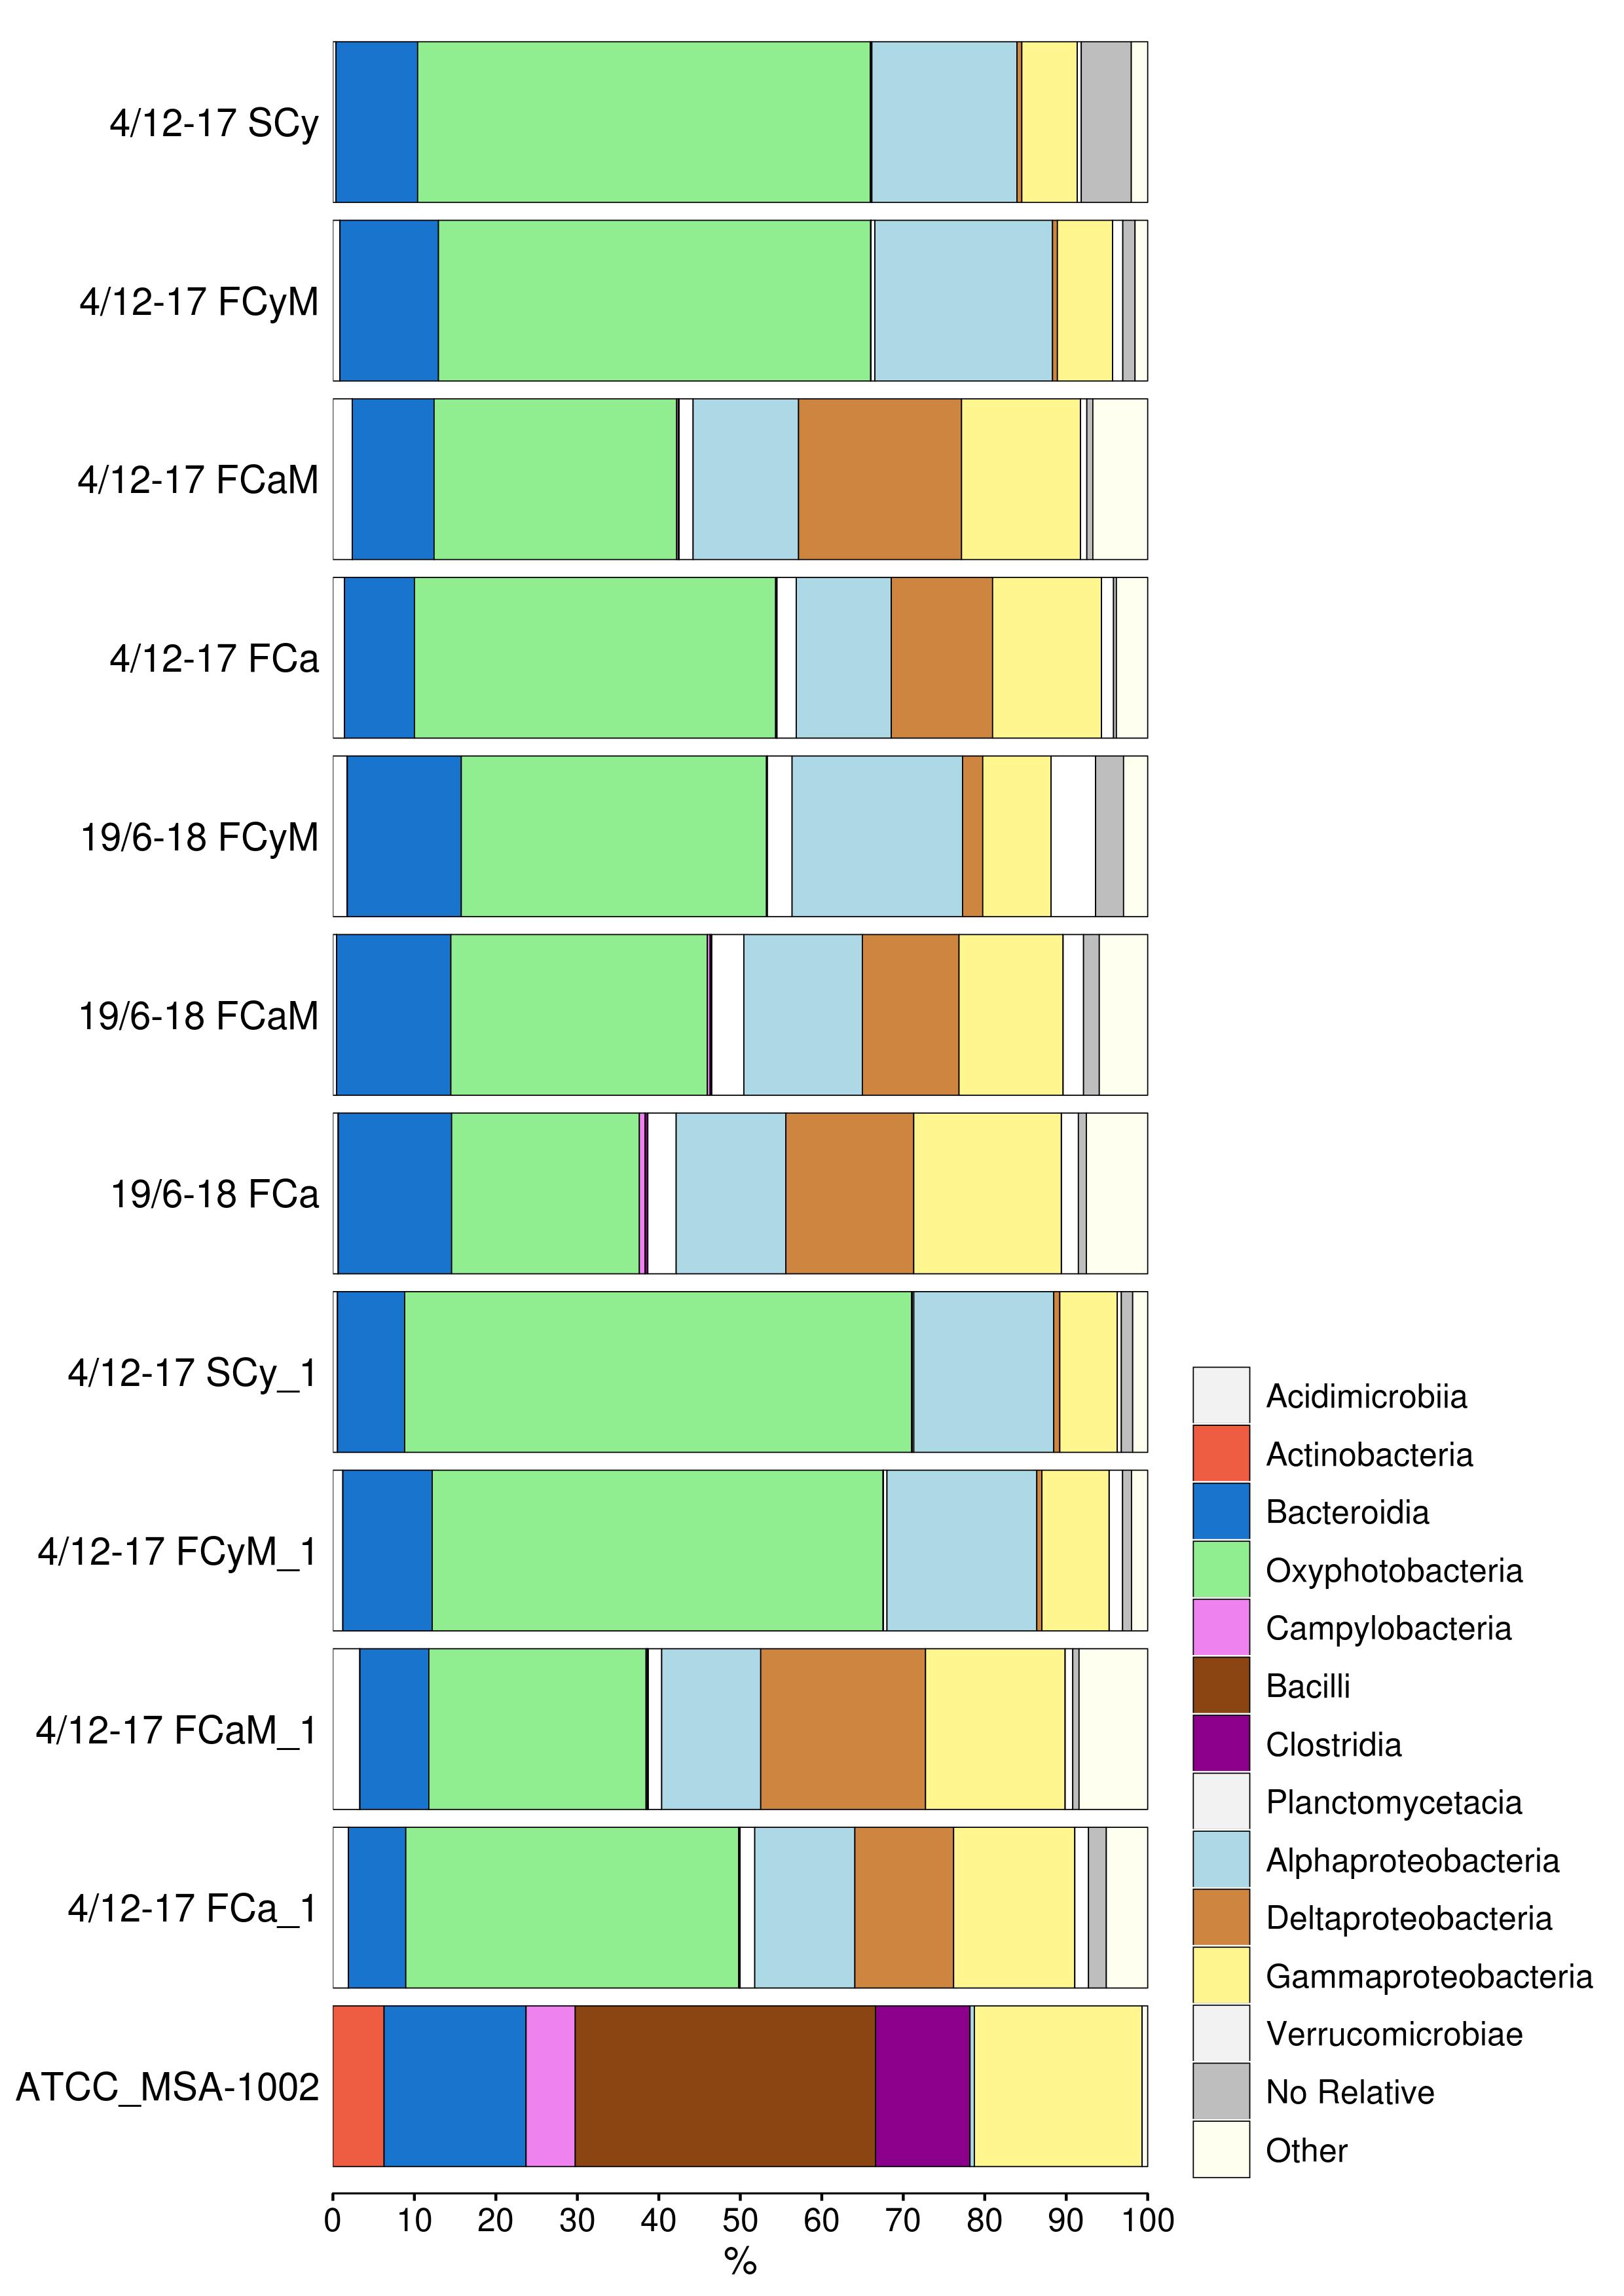 4/12-17 SCy
4/12-17 FCyM
4/12-17 FCaM
4/12-17 FCa
19/6-18 FCyM
19/6-18 FCaM
19/6-18 FCa
4/12-17 SCy_1
4/12-17 FCyM_1
4/12-17 FCaM_1
4/12-17 FCa_1
ATCC_MSA-1002
0 10 20 30 40 50 60 70 80 90 100
%
Acidimicrobiia
Actinobacteria
Bacteroidia
Oxyphotobacteria
Campylobacteria
Bacilli
Clostridia
Planctomycetacia
Alphaproteobacteria
Deltaproteobacteria
Gammaproteobacteria
Verrucomicrobiae
No Relative
Other